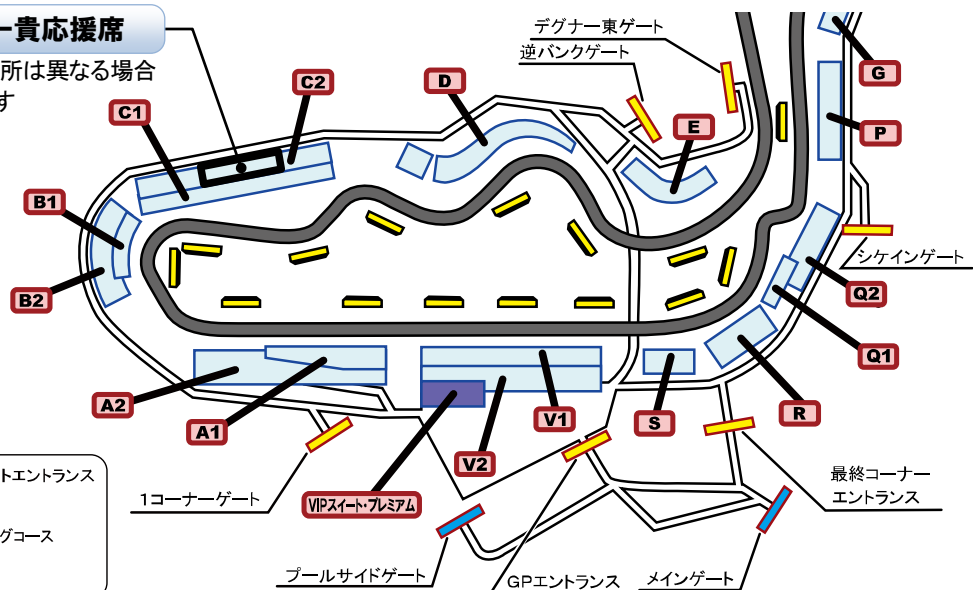 ー貴応援席
所は異なる場合
す
デグナー東ゲート
逆バンクゲート
G
C2
D
C1
E
P
B1
シケインゲート
B2
Q2
Q1
A2
A1
V1
S
R
V2
VIPスイート・プレミアム
トエントランス
グコース
1コーナーゲート
最終コーナー
エントランス
プールサイドゲート
GPエントランス
メインゲート